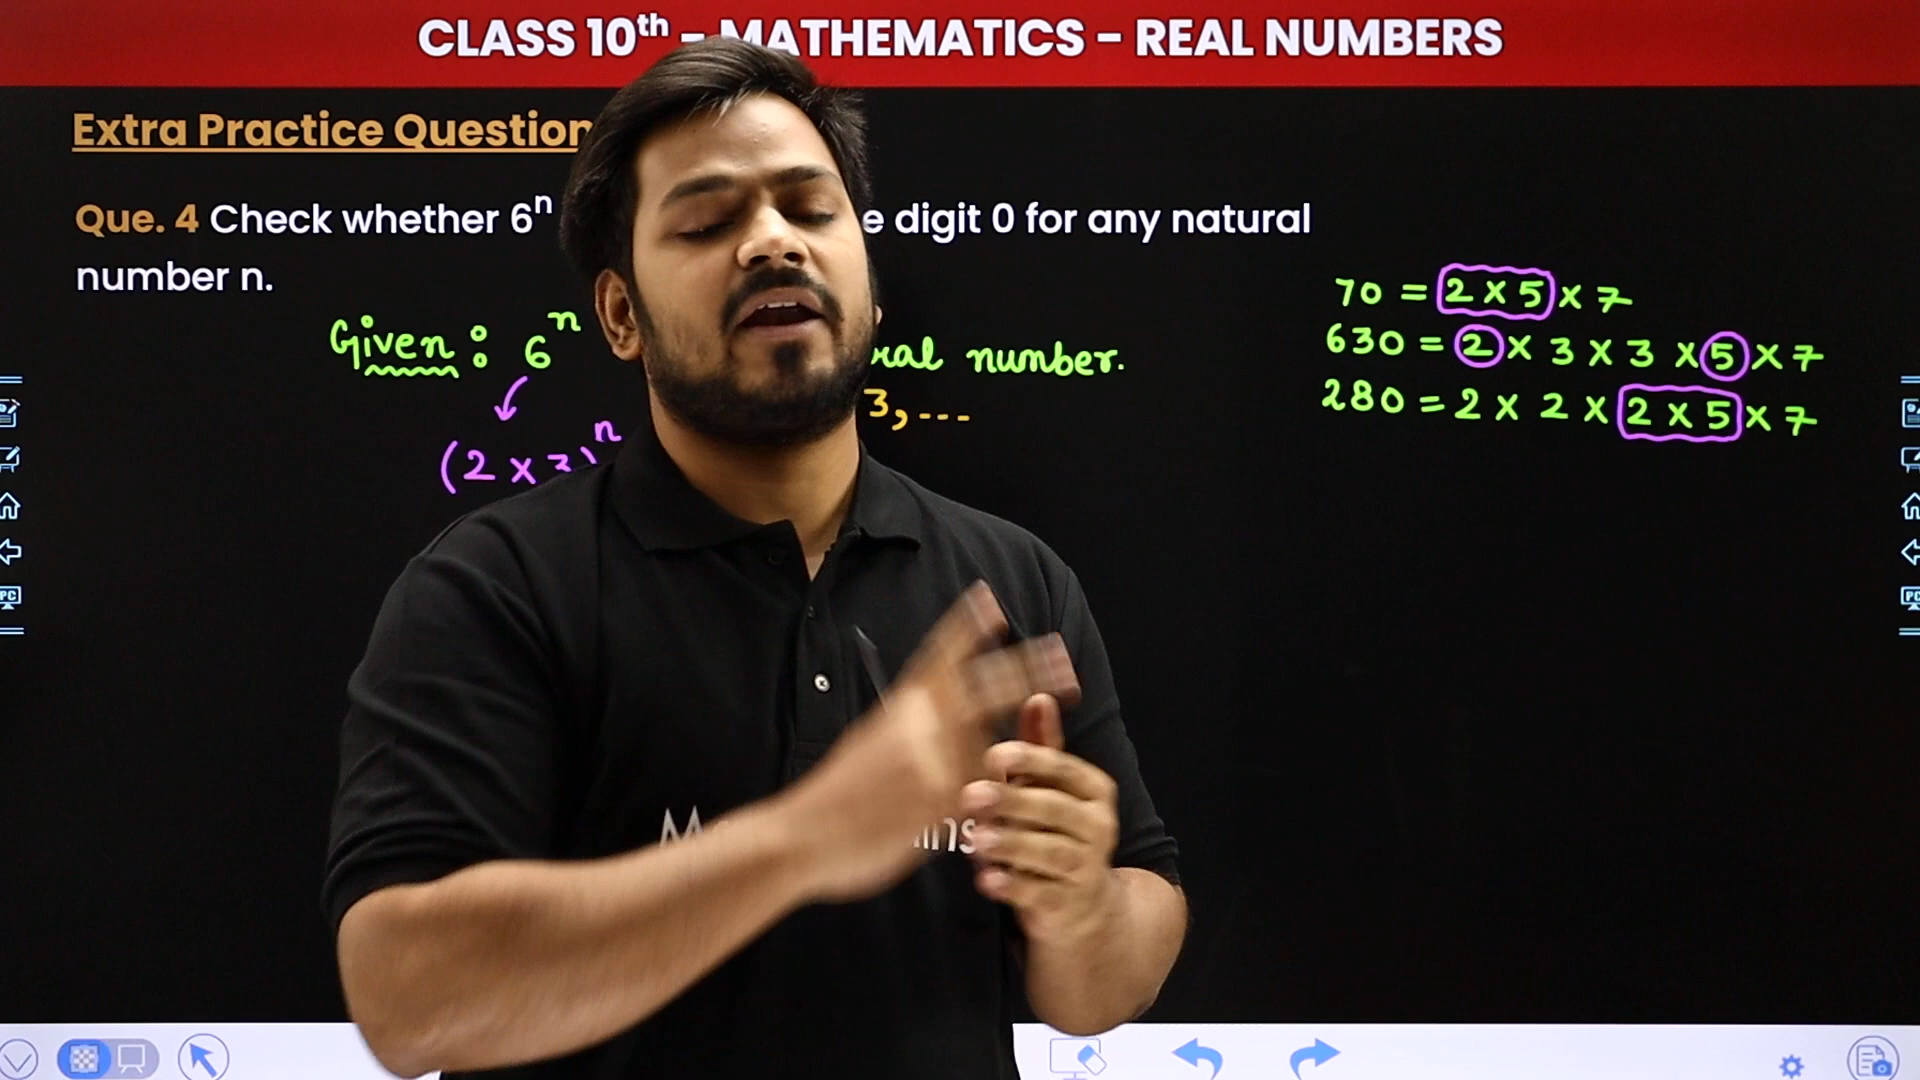 CLASS 10th - MATHEMATICS - REAL NUMBERS
Extra Practice Question
Que. 4 Check whether 6ⁿ e digit 0 for any natural
number n.
70 = 2 × 5 × 7
Given : 6ⁿ ral number.
630 = 2 × 3 × 3 × 5 × 7
3, ...
280 = 2 × 2 × 2 × 5 × 7
(2 × 3)ⁿ
PC
PC